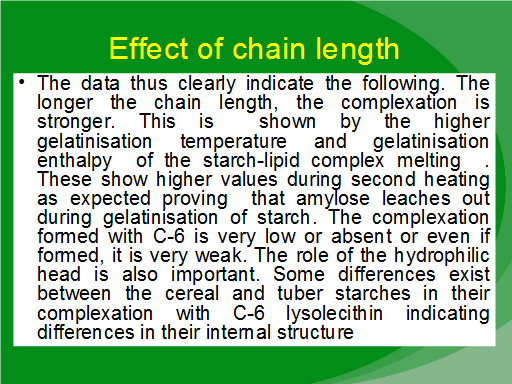 Effect of chain length
• The data thus clearly indicate the following. The
longer the chain length, the complexation is
stronger. This is shown by the higher
gelatinisation temperature and gelatinisation
enthalpy of the starch-lipid complex melting .
These show higher values during second heating
as expected proving that amylose leaches out
during gelatinisation of starch. The complexation
formed with C-6 is very low or absent or even if
formed, it is very weak. The role of the hydrophilic
head is also important. Some differences exist
between the cereal and tuber starches in their
complexation with C-6 lysolecithin indicating
differences in their internal structure